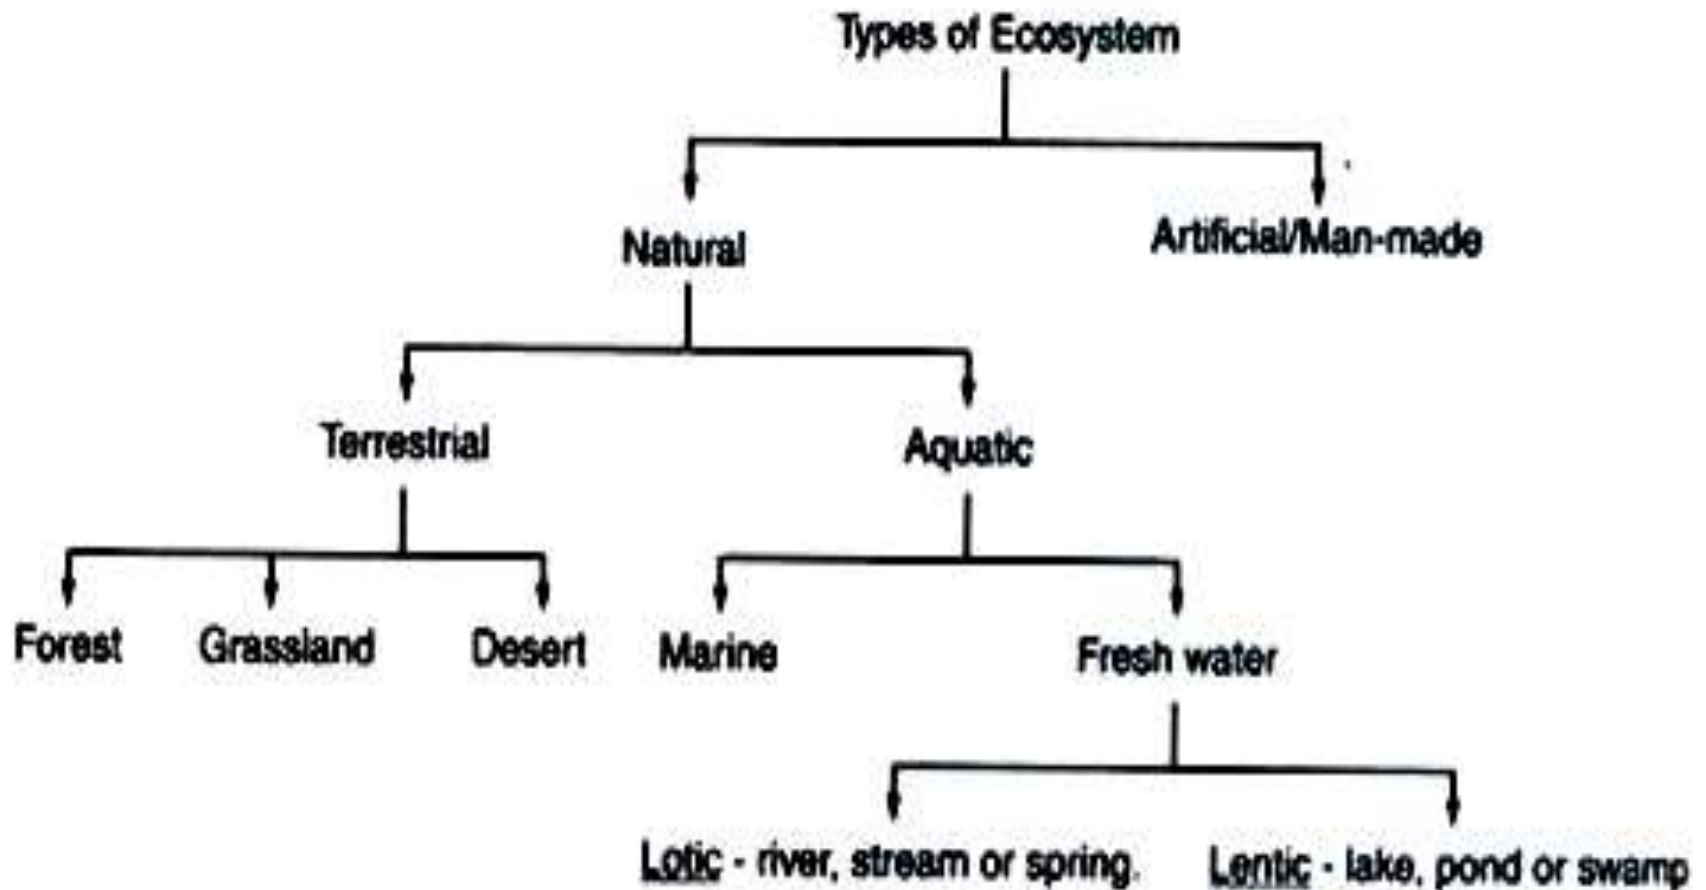 Types of Ecosystem
Natural
Artificial/Man-made
Terrestrial
Aquatic
Forest
Grassland
Desert
Marine
Fresh water
Lotic - river, stream or spring.
Lentic - lake, pond or swamp